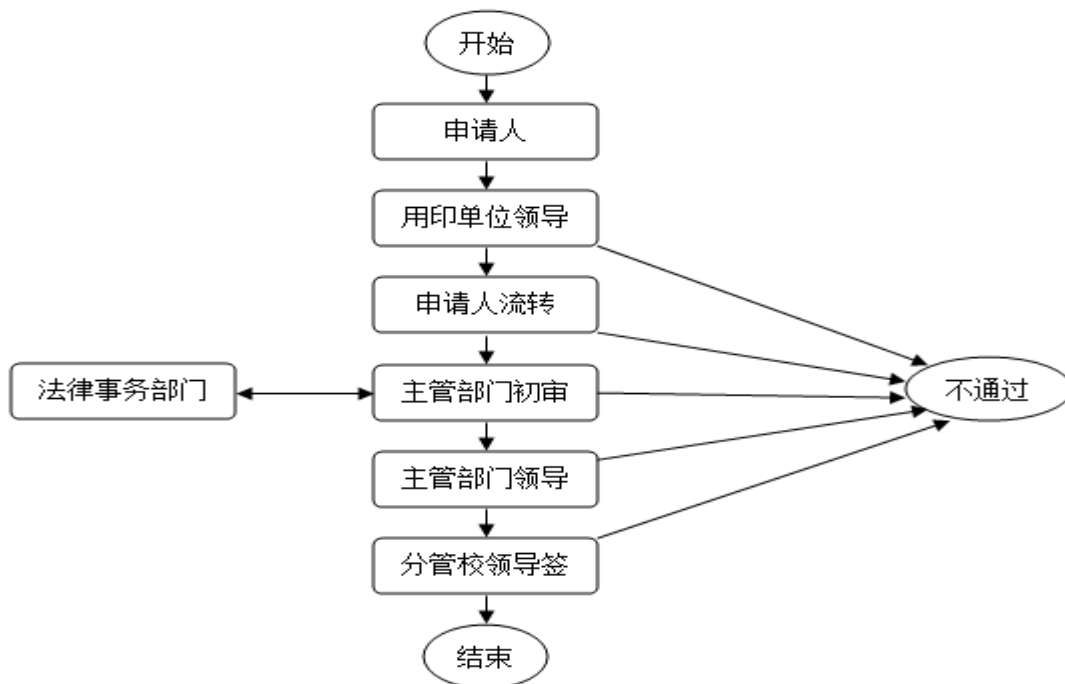 开始
申请人
用印单位领导
申请人流转
法律事务部门
主管部门初审
不通过
主管部门领导
分管校领导签
结束